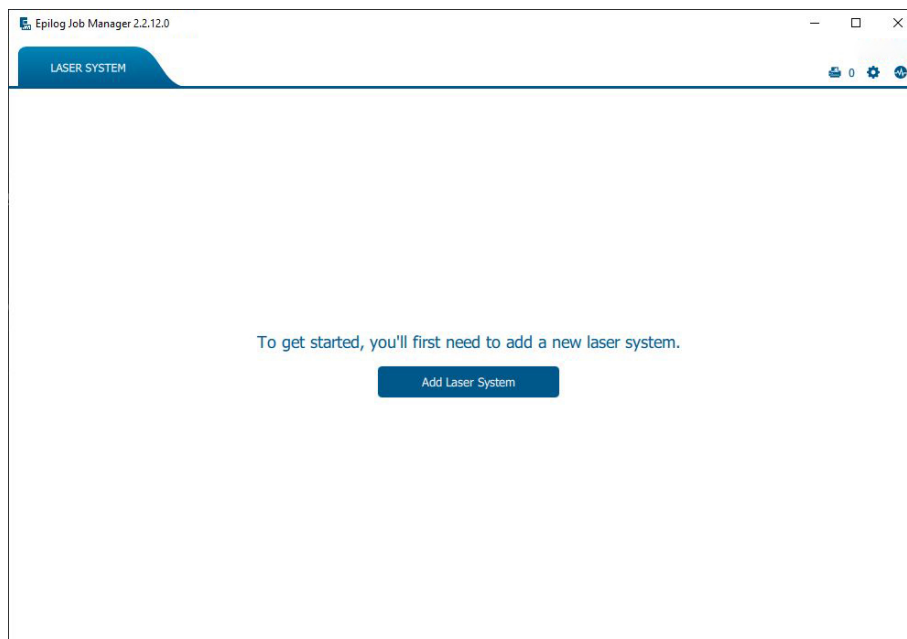 Epilog Job Manager 2.2.12.0
LASER SYSTEM
0
To get started, you'll first need to add a new laser system.
Add Laser System